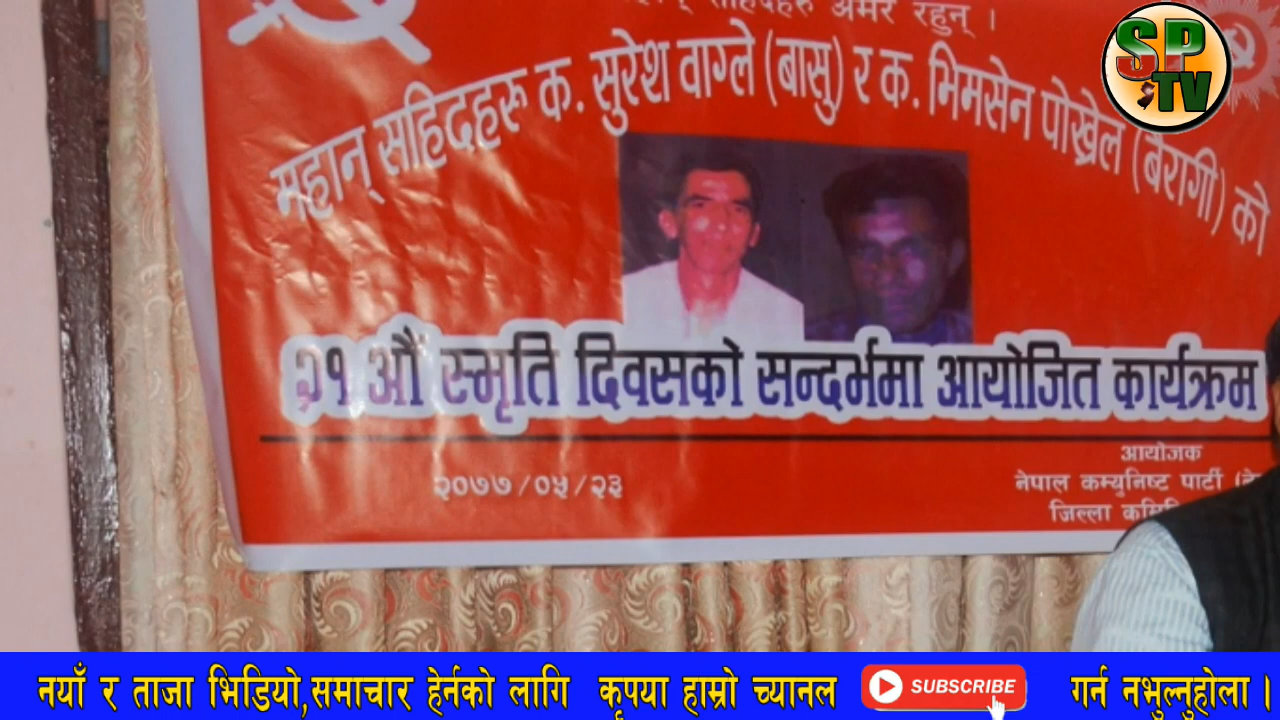 सहिदहरु अमर रहुन् ।
SP TV
महान् सहिदहरू क. सुरेश वाग्ले (बासु) र क. भिमसेन पोख्रेल (बैरागी) को
२१ औं स्मृति दिवसको सन्दर्भमा आयोजित कार्यक्रम
आयोजक
२०७७/०५/२३
नेपाल कम्युनिष्ट पार्टी
जिल्ला
नयाँ र ताजा भिडियो,समाचार हेर्नको लागि कृपया हाम्रो च्यानल SUBSCRIBE गर्न नभुल्नुहोला ।